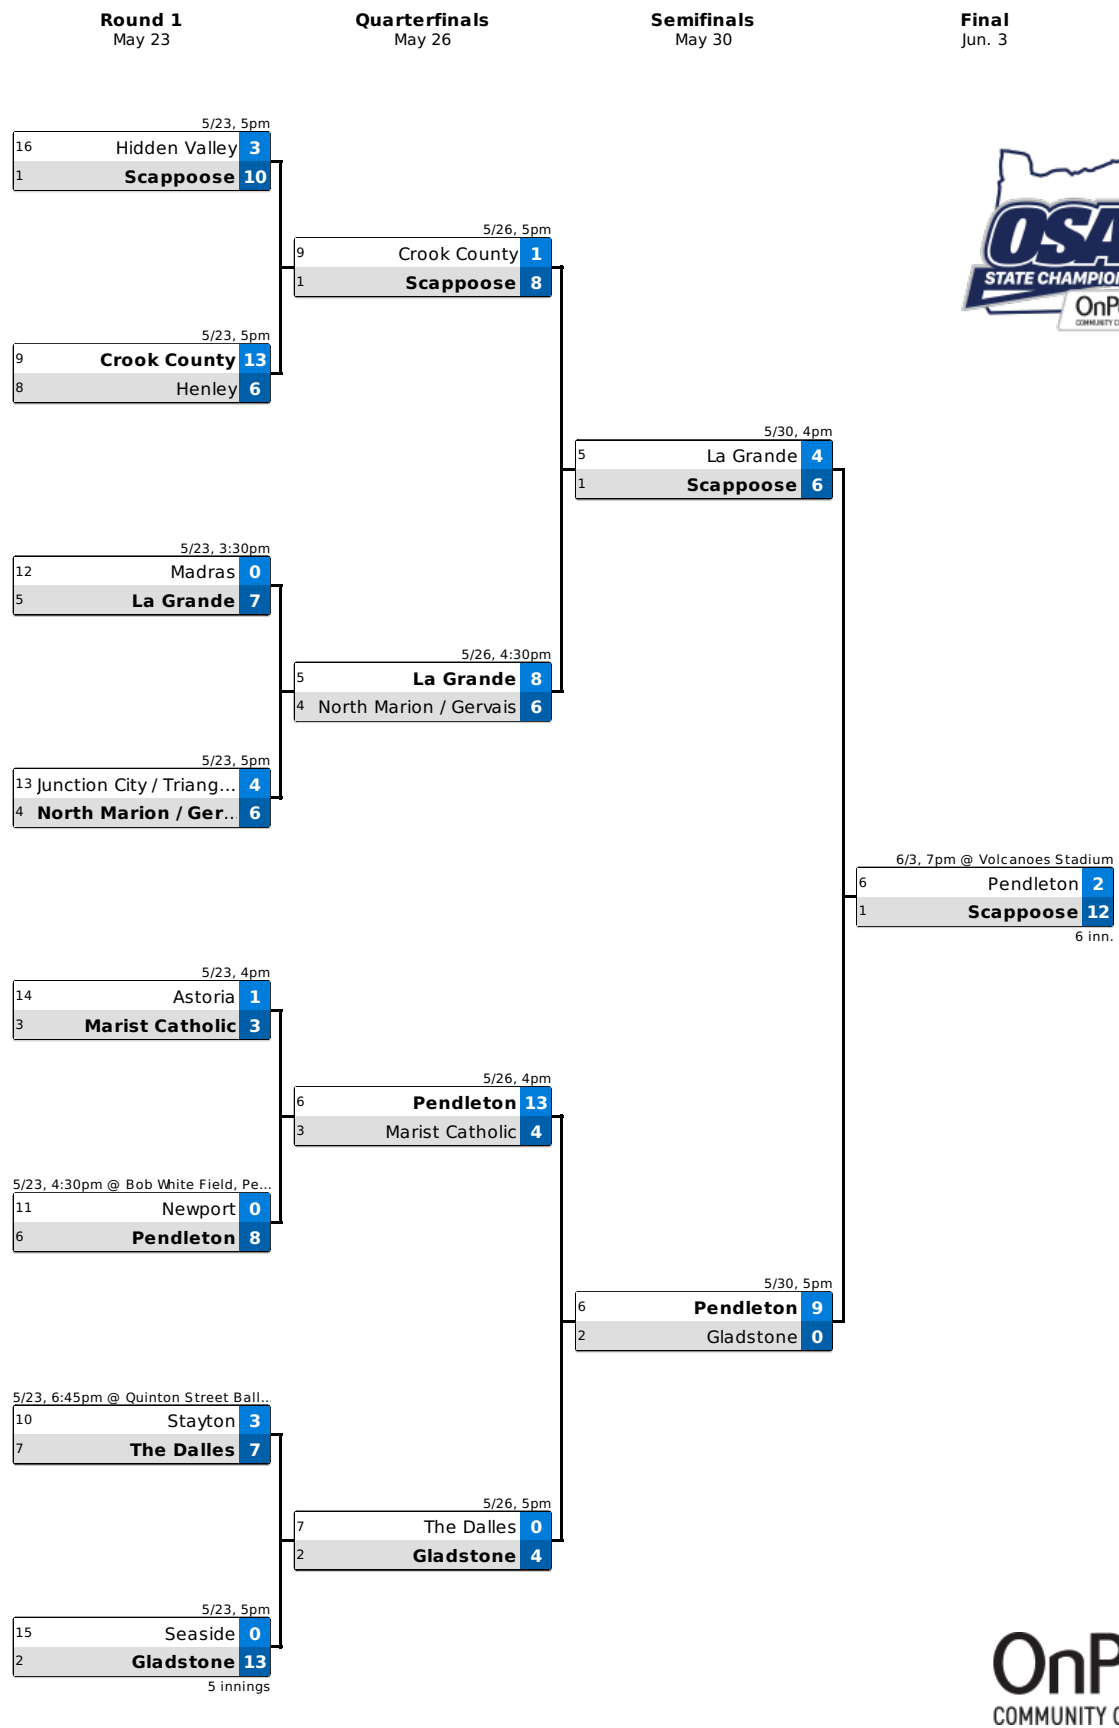 Round 1
May 23
Quarterfinals
May 26
Semifinals
May 30
Final
Jun. 3
5/23, 5pm
16 Hidden Valley 3
1 Scappoose 10
5/26, 5pm
9 Crook County 1
1 Scappoose 8
5/23, 5pm
9 Crook County 13
8 Henley 6
5/30, 4pm
5 La Grande 4
1 Scappoose 6
5/23, 3:30pm
12 Madras 0
5 La Grande 7
5/26, 4:30pm
5 La Grande 8
4 North Marion / Gervais 6
5/23, 5pm
13 Junction City / Triang... 4
4 North Marion / Ger... 6
6/3, 7pm @ Volcanoes Stadium
6 Pendleton 2
1 Scappoose 12
6 inn.
5/23, 4pm
14 Astoria 1
3 Marist Catholic 3
5/26, 4pm
6 Pendleton 13
3 Marist Catholic 4
5/23, 4:30pm @ Bob White Field, Pe...
11 Newport 0
6 Pendleton 8
5/30, 5pm
6 Pendleton 9
2 Gladstone 0
5/23, 6:45pm @ Quinton Street Ball...
10 Stayton 3
7 The Dalles 7
5/26, 5pm
7 The Dalles 0
2 Gladstone 4
5/23, 5pm
15 Seaside 0
2 Gladstone 13
5 innings
OSA
STATE CHAMPIO
OnP
COMMUNITY C
OnP
COMMUNITY C